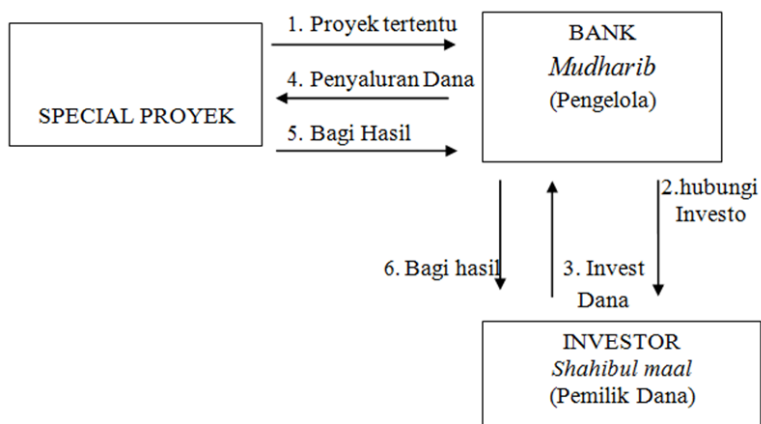 1. Proyek tertentu
BANK
Mudharib
(Pengelola)
4. Penyaluran Dana
SPECIAL PROYEK
5. Bagi Hasil
2.hubungi
Investo
6. Bagi hasil
3. Invest
Dana
INVESTOR
Shahibul maal
(Pemilik Dana)